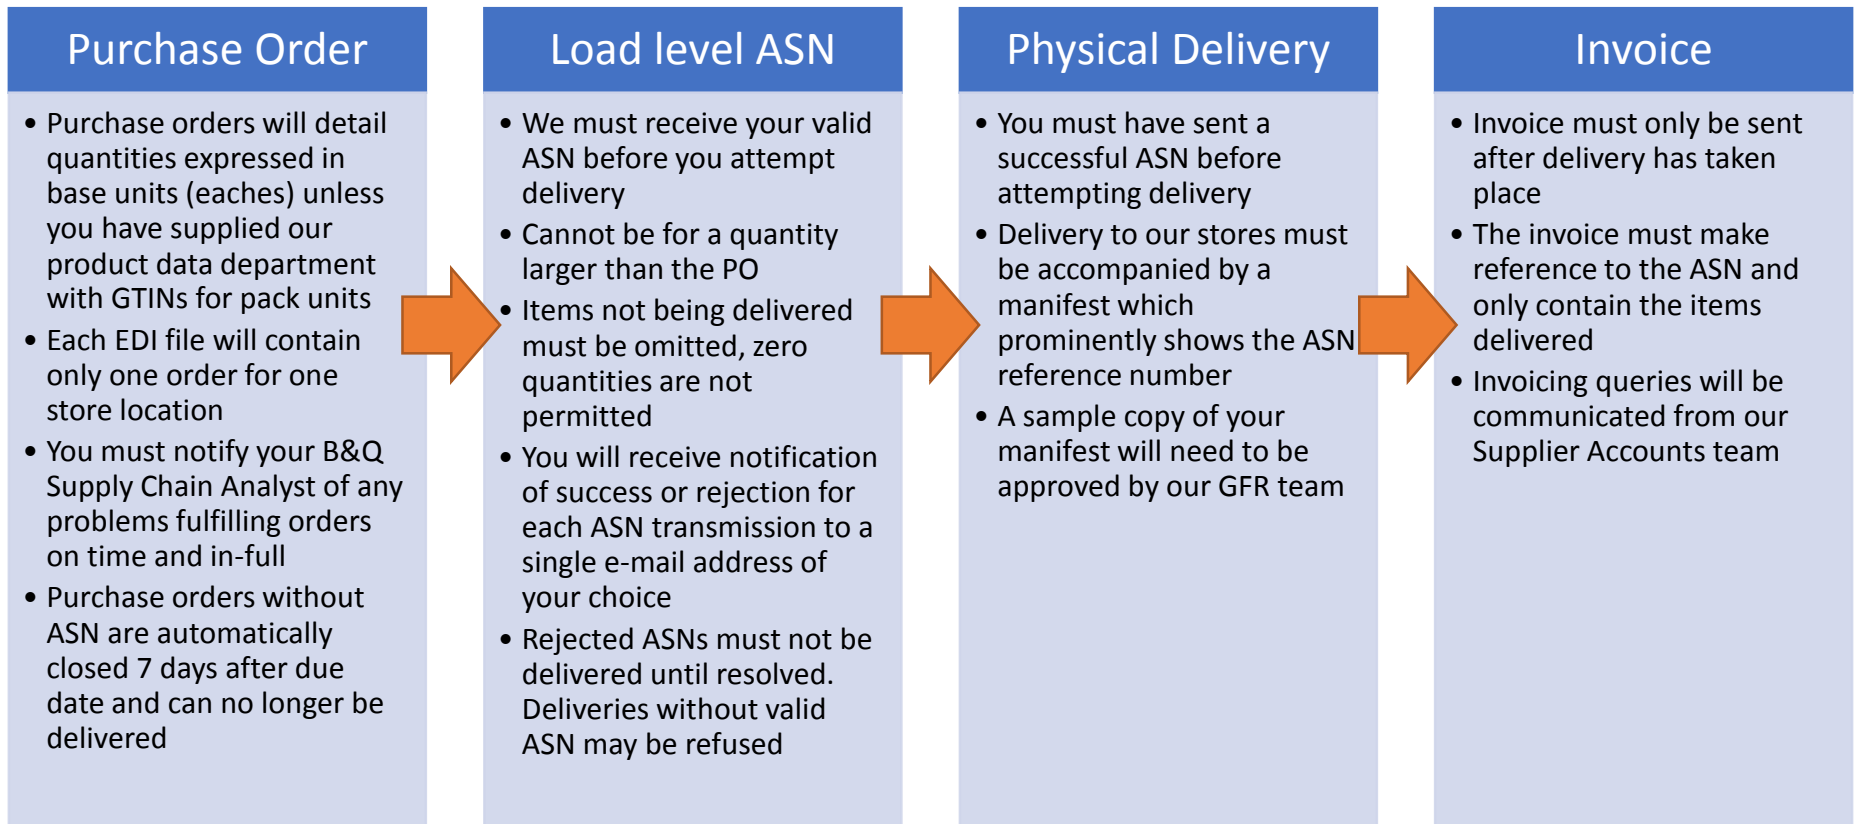 Purchase Order
• Purchase orders will detail
quantities expressed in
base units (eaches) unless
you have supplied our
product data department
with GTINs for pack units
• Each EDI file will contain
only one order for one
store location
• You must notify your B&Q
Supply Chain Analyst of any
problems fulfilling orders
on time and in-full
• Purchase orders without
ASN are automatically
closed 7 days after due
date and can no longer be
delivered
Load level ASN
• We must receive your valid
ASN before you attempt
delivery
• Cannot be for a quantity
larger than the PO
• Items not being delivered
must be omitted, zero
quantities are not
permitted
• You will receive notification
of success or rejection for
each ASN transmission to a
single e-mail address of
your choice
• Rejected ASNs must not be
delivered until resolved.
Deliveries without valid
ASN may be refused
Physical Delivery
• You must have sent a
successful ASN before
attempting delivery
• Delivery to our stores must
be accompanied by a
manifest which
prominently shows the ASN
reference number
• A sample copy of your
manifest will need to be
approved by our GFR team
Invoice
• Invoice must only be sent
after delivery has taken
place
• The invoice must make
reference to the ASN and
only contain the items
delivered
• Invoicing queries will be
communicated from our
Supplier Accounts team